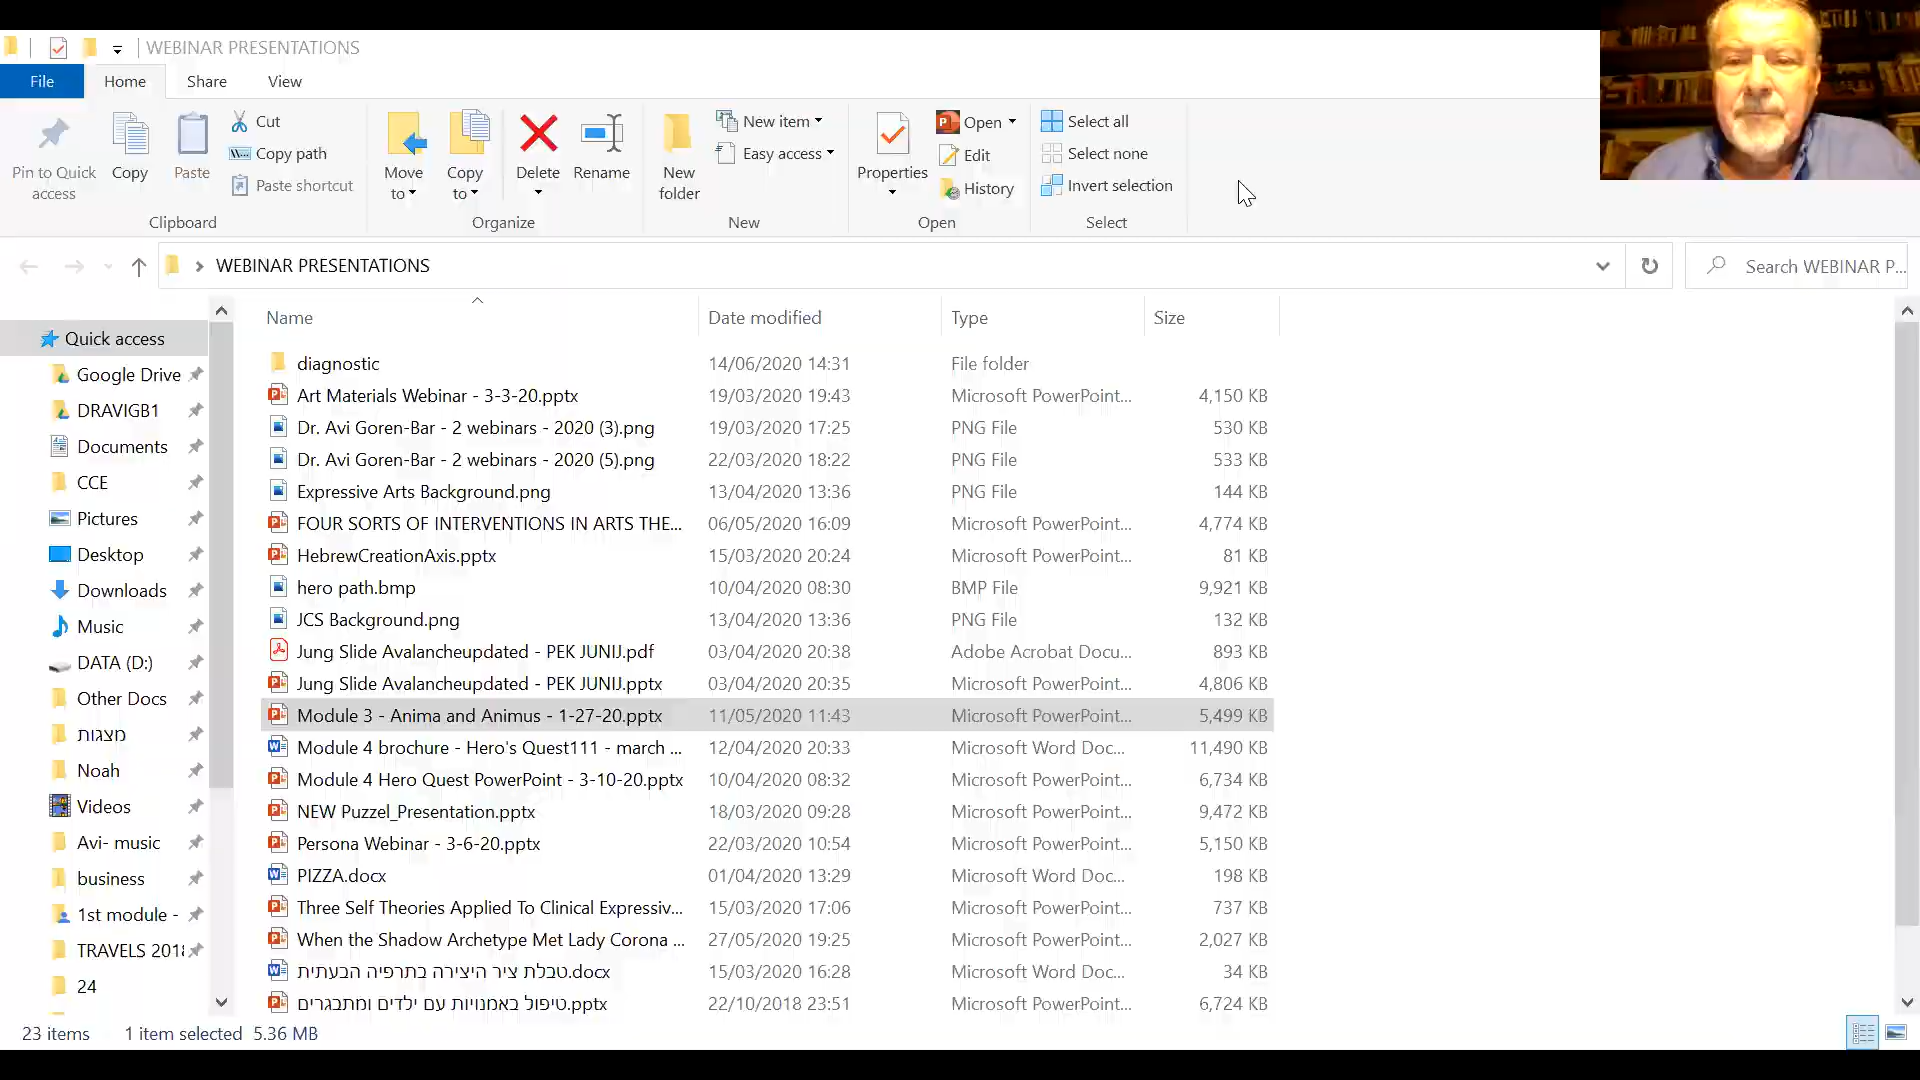 WEBINAR PRESENTATIONS
File Home Share View
Pin to Quick access
Copy
Paste
Cut
Copy path
Paste shortcut
Clipboard
Move to
Copy to
Delete
Rename
Organize
New folder
New item
Easy access
New
Properties
Open
Edit
History
Open
Select all
Select none
Invert selection
Select
WEBINAR PRESENTATIONS
Search WEBINAR P...
Quick access
Google Drive
DRAVIGB1
Documents
CCE
Pictures
Desktop
Downloads
Music
DATA (D:)
Other Docs
מצגות
Noah
Videos
Avi- music
business
1st module -
TRAVELS 2018
24
Name Date modified Type Size
diagnostic 14/06/2020 14:31 File folder
Art Materials Webinar - 3-3-20.pptx 19/03/2020 19:43 Microsoft PowerPoint... 4,150 KB
Dr. Avi Goren-Bar - 2 webinars - 2020 (3).png 19/03/2020 17:25 PNG File 530 KB
Dr. Avi Goren-Bar - 2 webinars - 2020 (5).png 22/03/2020 18:22 PNG File 533 KB
Expressive Arts Background.png 13/04/2020 13:36 PNG File 144 KB
FOUR SORTS OF INTERVENTIONS IN ARTS THE... 06/05/2020 16:09 Microsoft PowerPoint... 4,774 KB
HebrewCreationAxis.pptx 15/03/2020 20:24 Microsoft PowerPoint... 81 KB
hero path.bmp 10/04/2020 08:30 BMP File 9,921 KB
JCS Background.png 13/04/2020 13:36 PNG File 132 KB
Jung Slide Avalancheupdated - PEK JUNIJ.pdf 03/04/2020 20:38 Adobe Acrobat Docu... 893 KB
Jung Slide Avalancheupdated - PEK JUNIJ.pptx 03/04/2020 20:35 Microsoft PowerPoint... 4,806 KB
Module 3 - Anima and Animus - 1-27-20.pptx 11/05/2020 11:43 Microsoft PowerPoint... 5,499 KB
Module 4 brochure - Hero's Quest111 - march ... 12/04/2020 20:33 Microsoft Word Doc... 11,490 KB
Module 4 Hero Quest PowerPoint - 3-10-20.pptx 10/04/2020 08:32 Microsoft PowerPoint... 6,734 KB
NEW Puzzel_Presentation.pptx 18/03/2020 09:28 Microsoft PowerPoint... 9,472 KB
Persona Webinar - 3-6-20.pptx 22/03/2020 10:54 Microsoft PowerPoint... 5,150 KB
PIZZA.docx 01/04/2020 13:29 Microsoft Word Doc... 198 KB
Three Self Theories Applied To Clinical Expressiv... 15/03/2020 17:06 Microsoft PowerPoint... 737 KB
When the Shadow Archetype Met Lady Corona ... 27/05/2020 19:25 Microsoft PowerPoint... 2,027 KB
טבלת ציר היצירה בתרפיה הבעתית.docx 15/03/2020 16:28 Microsoft Word Doc... 34 KB
טיפול באמנויות עם ילדים ומתבגרים.pptx 22/10/2018 23:51 Microsoft PowerPoint... 6,724 KB
23 items 1 item selected 5.36 MB